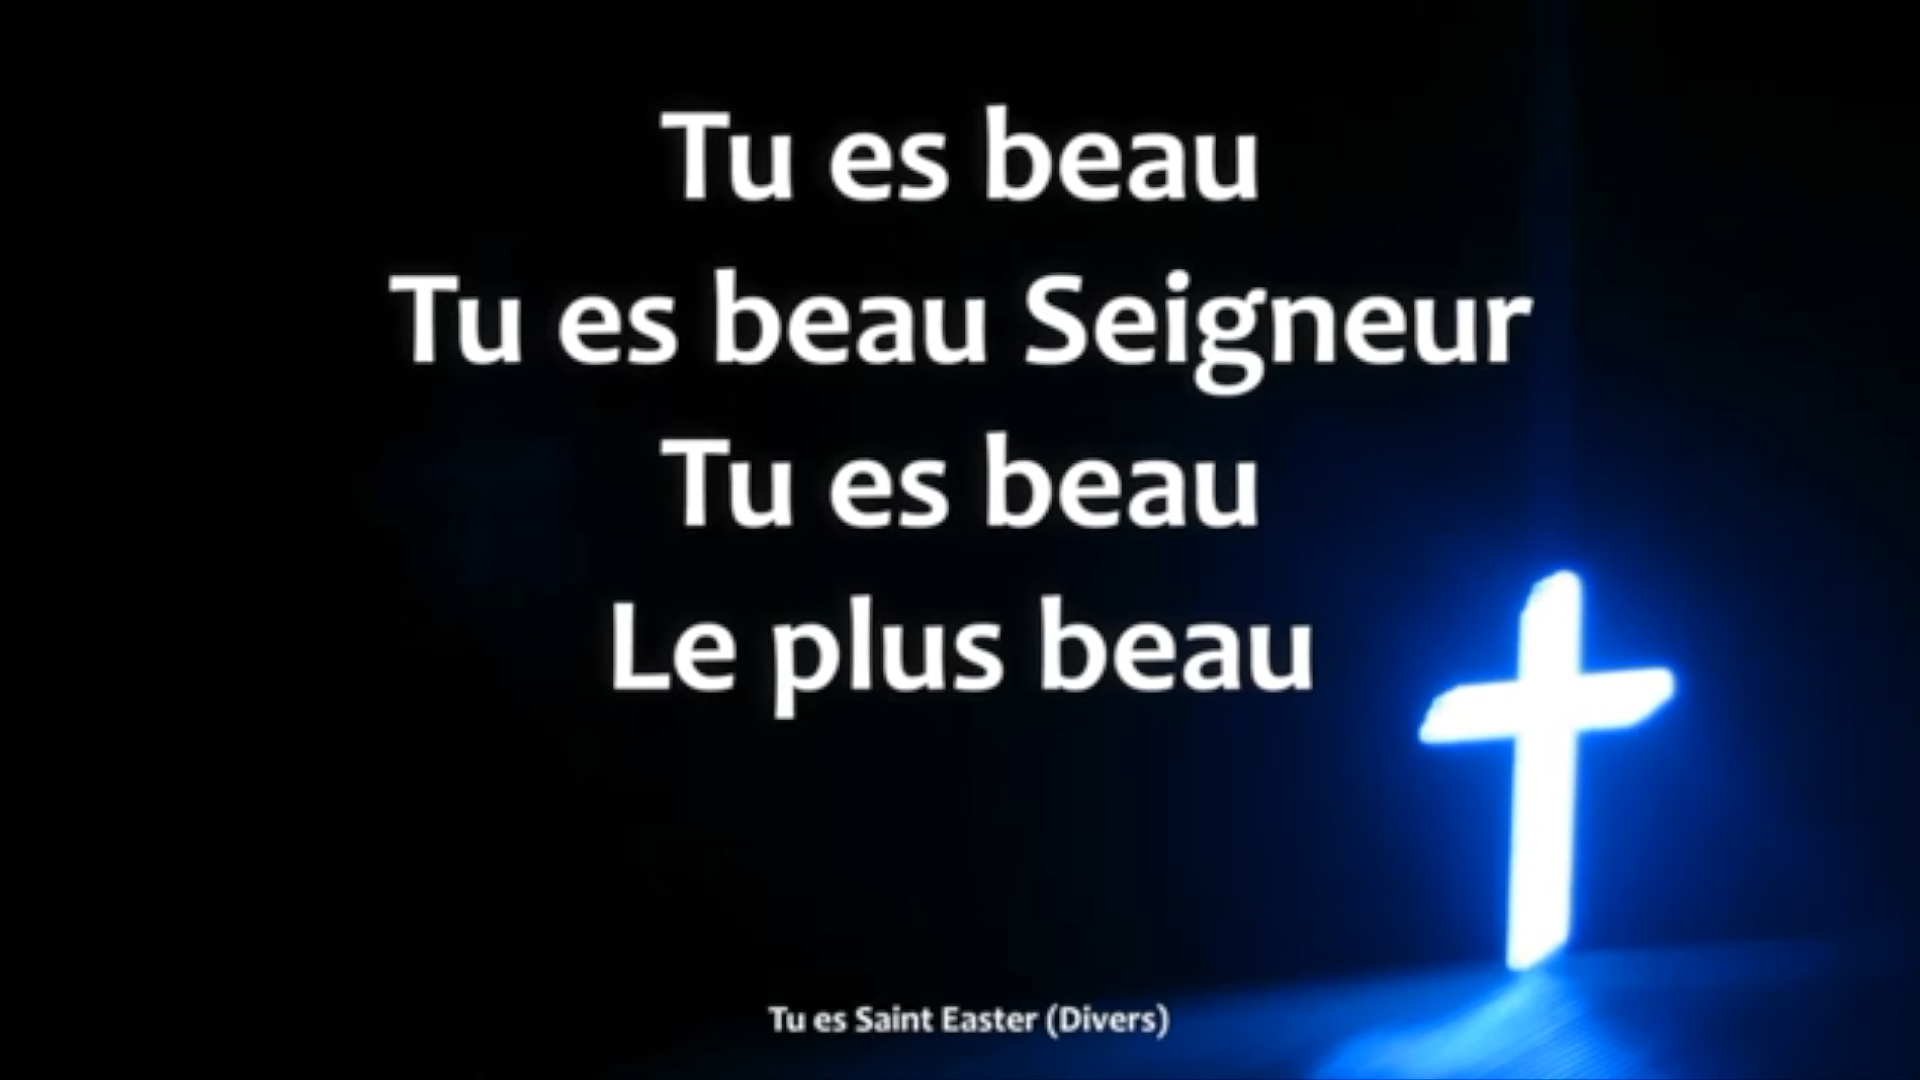 Tu es beau
Tu es beau Seigneur
Tu es beau
Le plus beau
Tu es Saint Easter (Divers)